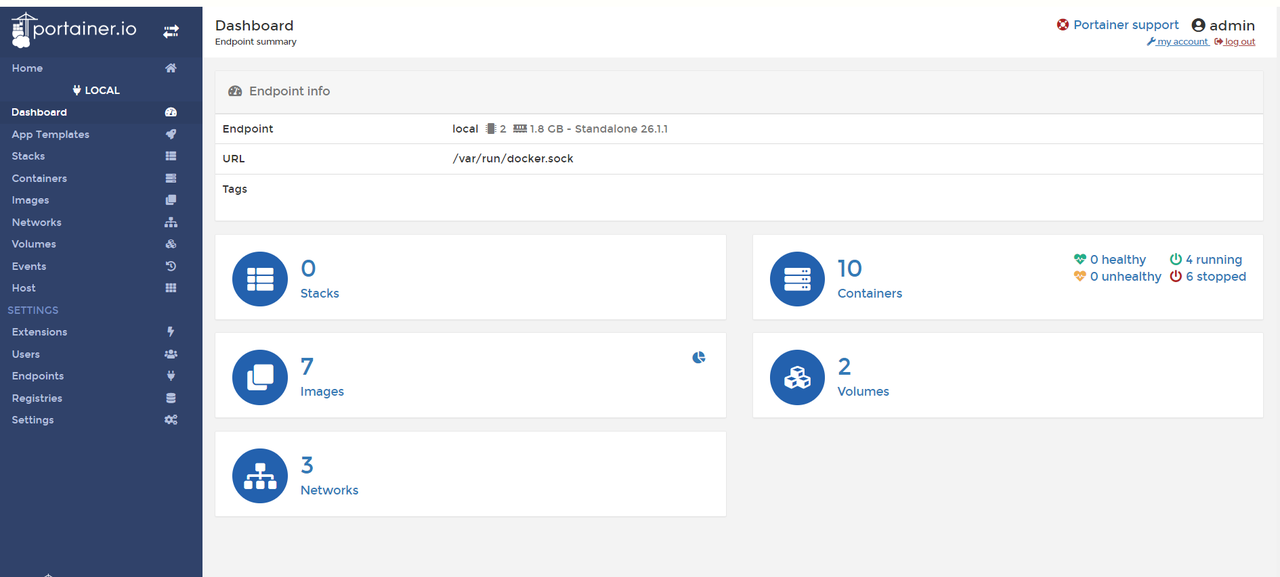 portainer.io
Home
LOCAL
Dashboard
App Templates
Stacks
Containers
Images
Networks
Volumes
Events
Host
SETTINGS
Extensions
Users
Endpoints
Registries
Settings
Dashboard
Endpoint summary
Portainer support admin
my account log out
Endpoint info
Endpoint local 2 1.8 GB - Standalone 26.1.1
URL /var/run/docker.sock
Tags
0
Stacks
10
Containers
0 healthy 4 running
0 unhealthy 6 stopped
7
Images
2
Volumes
3
Networks